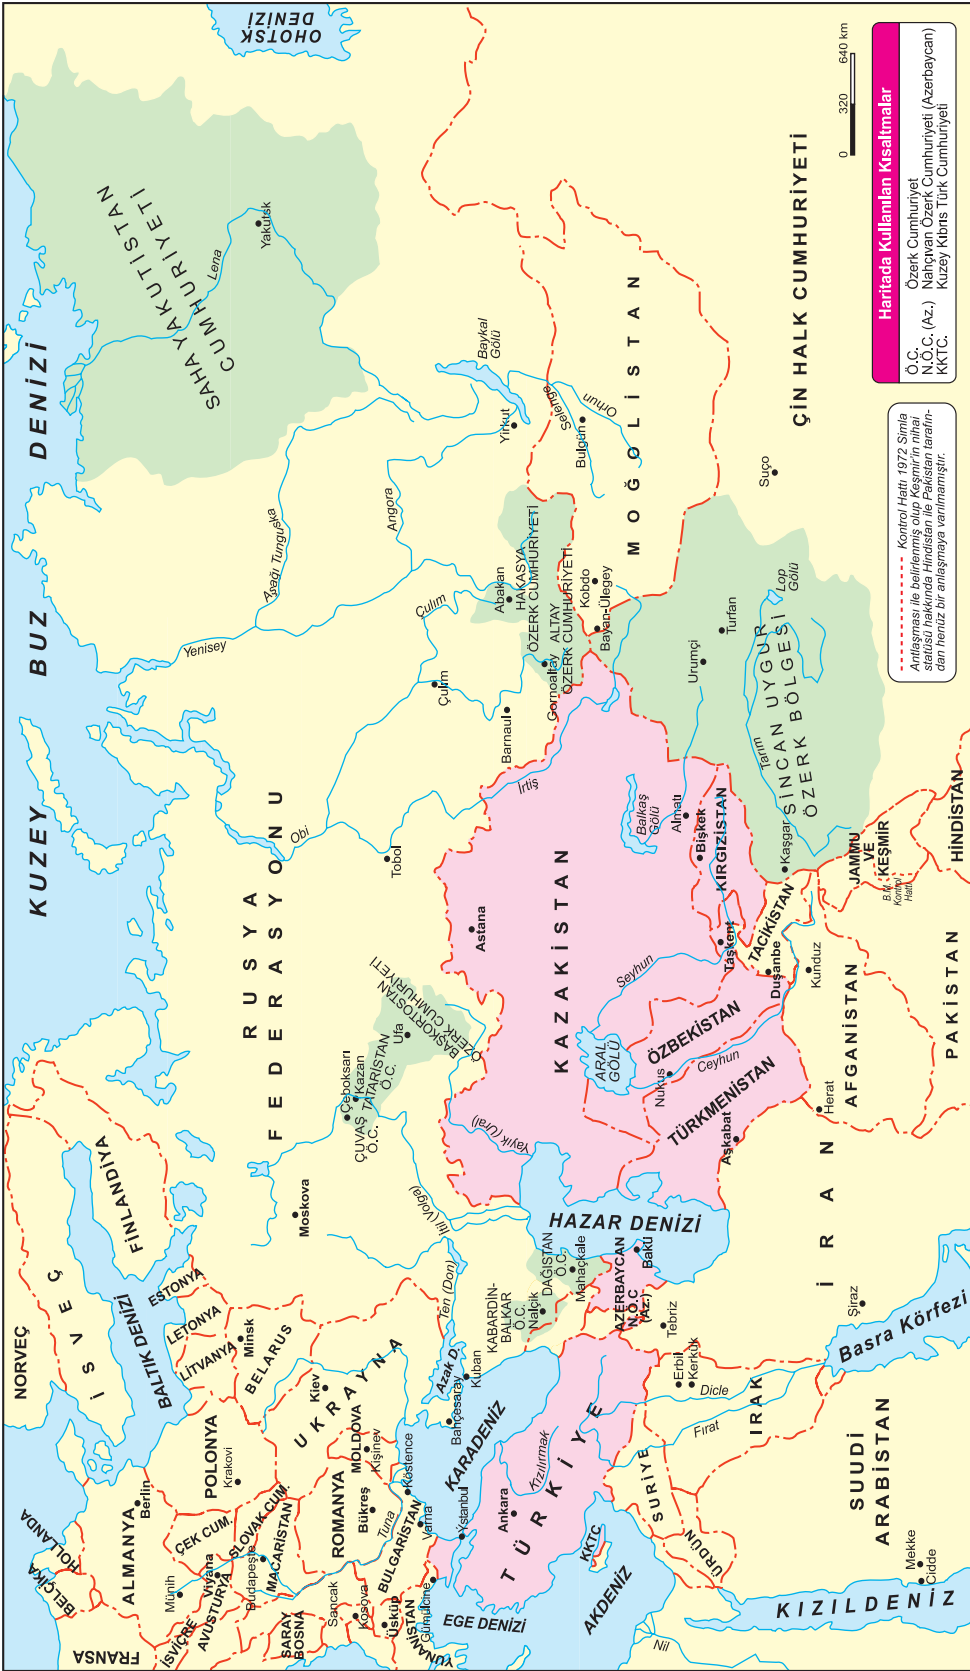 KUZEY BUZ DENİZİ
OHOTSK
DENİZİ
NORVEÇ
İSVEÇ
FİNLANDİYA
BALTIK DENİZİ
ESTONYA
LETONYA
LİTVANYA
Minsk
BELARUS
HOLLANDA
BELÇİKA
FRANSA
ALMANYA
Berlin
POLONYA
Krakovi
ÇEK CUM.
SLOVAK CUM.
Münih
Viyana
AVUSTURYA
İSVİÇRE
Budapeşte
MACARİSTAN
UKRAYNA
Kiev
MOLDOVA
Kişinev
ROMANYA
Bükreş
Köstence
Tuna
BULGARİSTAN
Varna
SARAY
BOSNA
Sancak
Kosova
Üsküp
YUNANİSTAN
Gümülcine
EGE DENİZİ
AKDENİZ
Nil
KKTC
RUSYA
FEDERASYONU
Moskova
Çeboksarı
Kazan
ÇUVAŞ
Ö.C.
TATARİSTAN
Ö.C.
Ufa
BAŞKORTOSTAN
ÖZERK CUMHURİYETİ
İtil (Volga)
Ten (Don)
Yayık (Ural)
Azak D.
Bahçesaray
Kuban
KARADENİZ
KABARDİN-
BALKAR
Ö.C.
Nalçik
DAĞISTAN
Ö.C.
Mahaçkale
HAZAR DENİZİ
AZERBAYCAN
N.Ö.C
(Az.)
Bakü
TÜRKİYE
Ystanbul
Ankara
Kızılırmak
SURİYE
ÜRDÜN
IRAK
Erbil
Kerkük
Dicle
Fırat
Tebriz
İRAN
Şiraz
Basra Körfezi
SUUDİ
ARABİSTAN
Mekke
Cidde
KIZILDENİZ
SAHA YAKUTISTAN
CUMHURİYETİ
Lena
Yakutsk
Aşağı Tunguska
Angora
Yenisey
Çulım
Çulım
Obi
Tobol
Barnaul
İrtiş
Baykal
Gölü
Yirkut
Selenge
Orhun
Bulgün
Abakan
HAKASYA
ÖZERK CUMHURİYETİ
Gornoaltay
ALTAY
ÖZERK CUMHURİYETİ
Kobdo
Bayan-Ülegey
MOĞOLİSTAN
KAZAKİSTAN
Astana
Balkaş
Gölü
Almatı
Bişkek
KIRGIZİSTAN
ARAL
GÖLÜ
Seyhun
Taşkent
ÖZBEKİSTAN
Nukus
Ceyhun
TÜRKMENİSTAN
Aşkabat
TACİKİSTAN
Duşanbe
Kunduz
Herat
AFGANİSTAN
PAKİSTAN
JAMMU
VE
KEŞMİR
B.M.
Kontrol
Hattı
HİNDİSTAN
Kaşgar
SİNCAN UYGUR
ÖZERK BÖLGESİ
Tarım
Urumçi
Turfan
Lop
Gölü
Suço
ÇİN HALK CUMHURİYETİ
0 320 640 km
Kontrol Hattı 1972 Simla
Antlaşması ile belirlenmiş olup Keşmir'in nihai
statüsü hakkında Hindistan ile Pakistan tarafın-
dan henüz bir anlaşmaya varılmamıştır.
Haritada Kullanılan Kısaltmalar
Ö.C. Özerk Cumhuriyet
N.Ö.C. (Az.) Nahçıvan Özerk Cumhuriyeti (Azerbaycan)
KKTC. Kuzey Kıbrıs Türk Cumhuriyeti